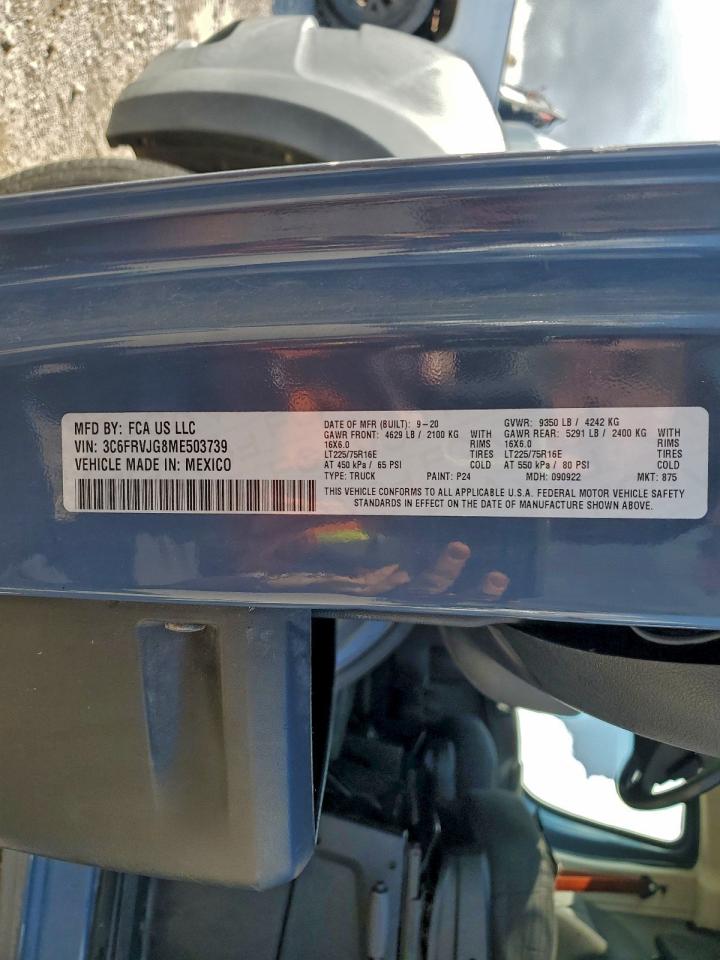 MFD BY: FCA US LLC
VIN: 3C6FRVJG8ME503739
VEHICLE MADE IN: MEXICO
DATE OF MFR (BUILT): 9-20 GVWR: 9350 LB / 4242 KG
GAWR FRONT: 4629 LB / 2100 KG WITH GAWR REAR: 5291 LB / 2400 KG WITH
16X6.0 RIMS 16X6.0 RIMS
LT225/75R16E TIRES LT225/75R16E TIRES
AT 450 kPa / 65 PSI COLD AT 550 kPa / 80 PSI COLD
TYPE: TRUCK PAINT: P24 MDH: 090922 MKT: 875
THIS VEHICLE CONFORMS TO ALL APPLICABLE U.S.A. FEDERAL MOTOR VEHICLE SAFETY
STANDARDS IN EFFECT ON THE DATE OF MANUFACTURE SHOWN ABOVE.